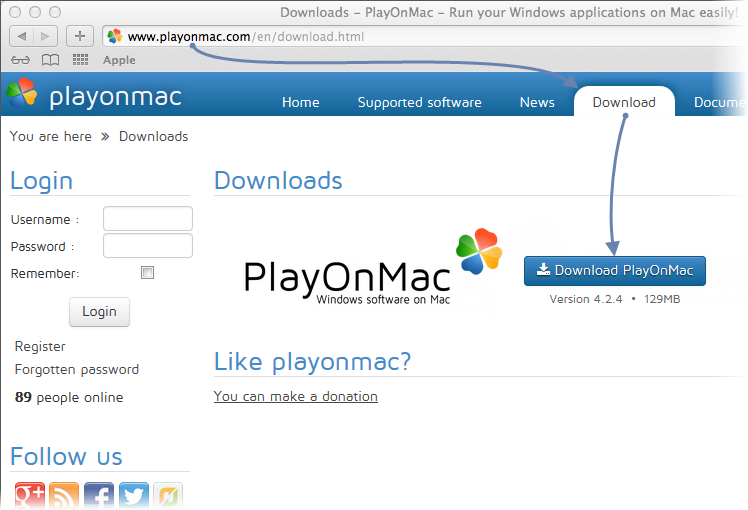 Downloads – PlayOnMac – Run your Windows applications on Mac easily!
www.playonmac.com/en/download.html
Apple
playonmac
Home Supported software News Download Docume
You are here » Downloads
Login
Username :
Password :
Remember:
Login
Register
Forgotten password
89 people online
Follow us
g+
f
Downloads
PlayOnMac
Windows software on Mac
Download PlayOnMac
Version 4.2.4 • 129MB
Like playonmac?
You can make a donation